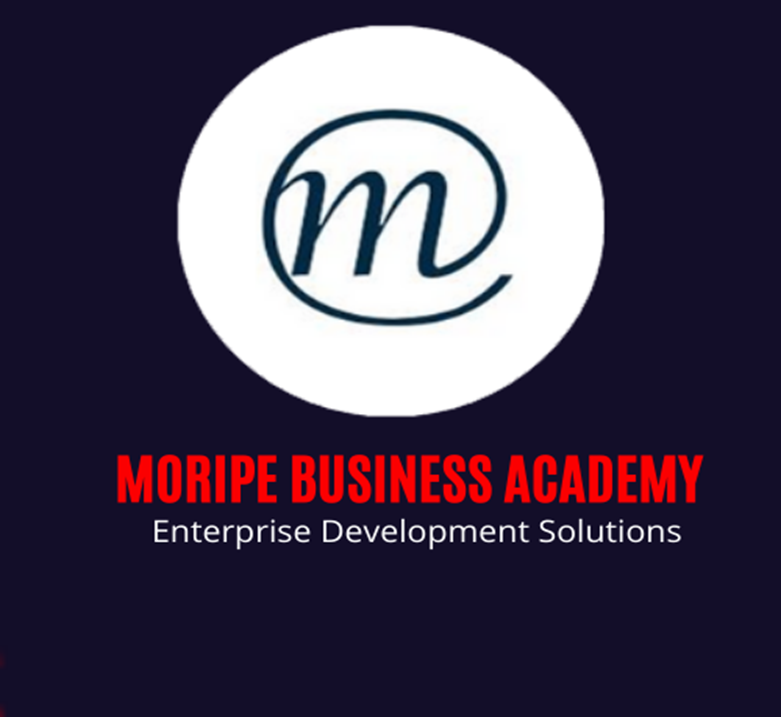 m
MORIPE BUSINESS ACADEMY
Enterprise Development Solutions